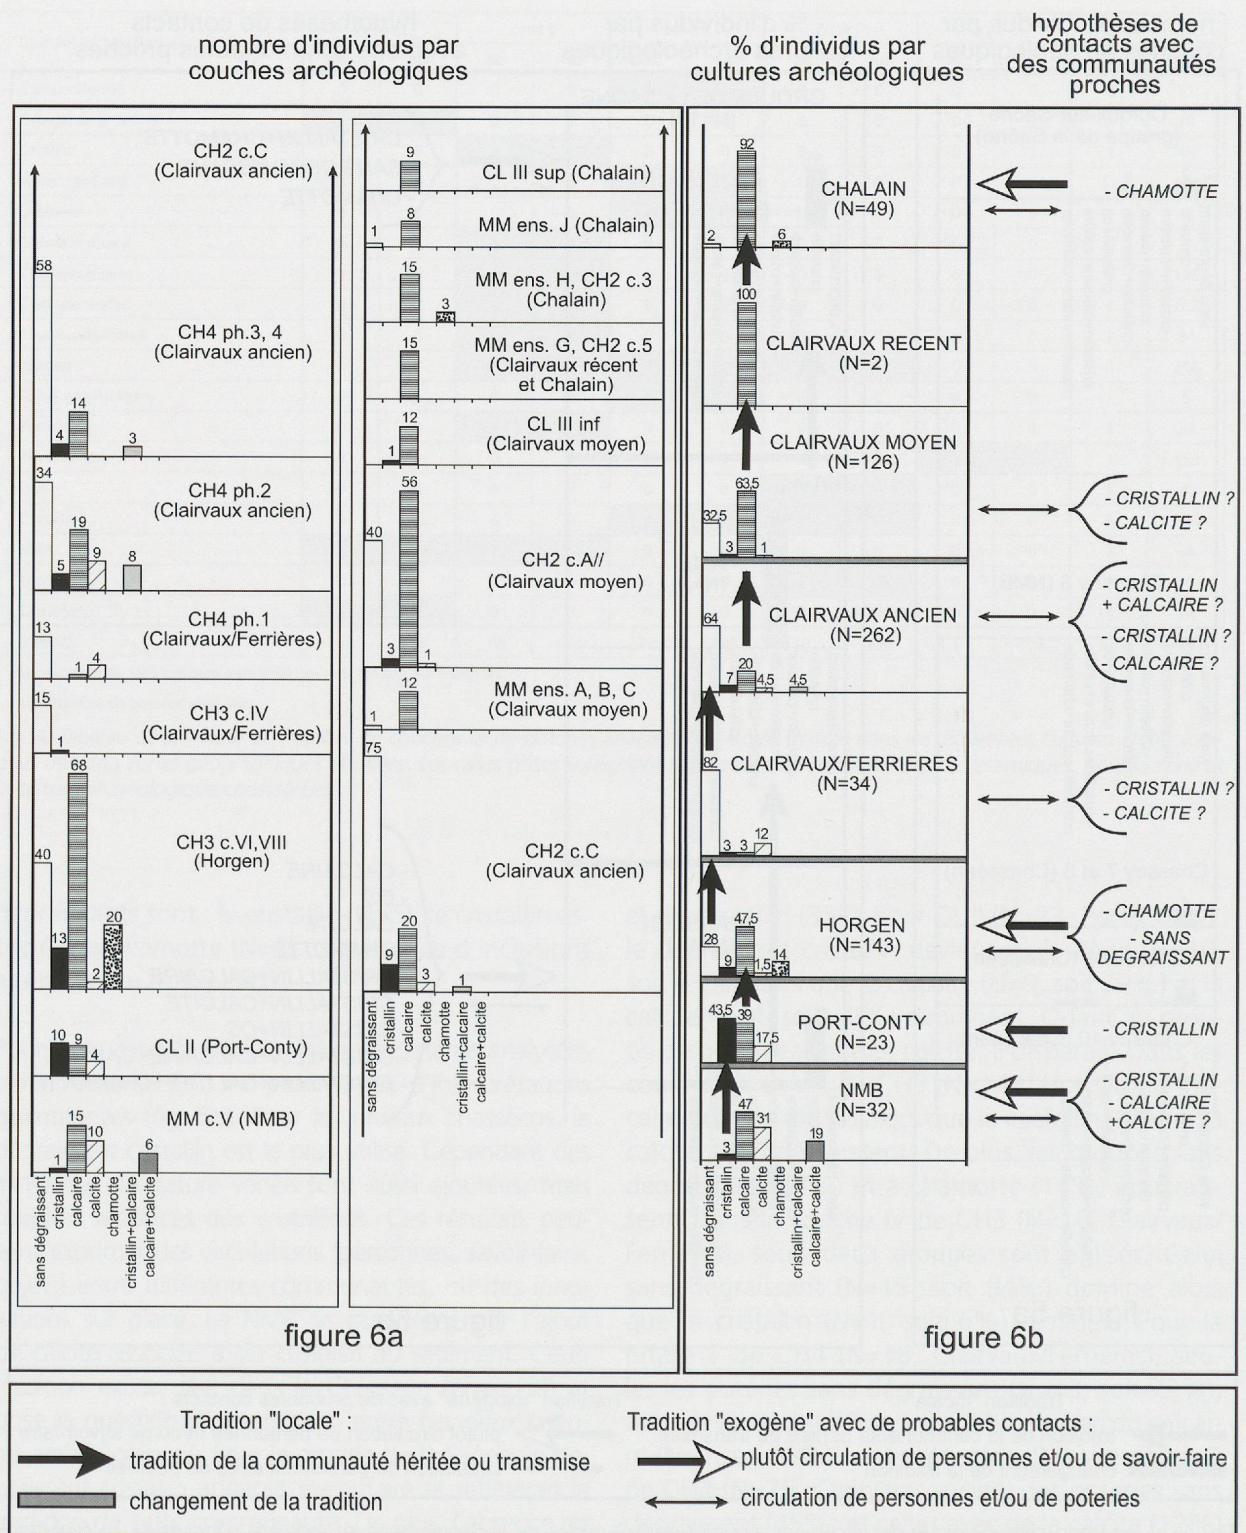 nombre d'individus par
couches archéologiques
% d'individus par
cultures archéologiques
hypothèses de
contacts avec
des communautés
proches
CH2 c.C
(Clairvaux ancien)
58
CH4 ph.3, 4
(Clairvaux ancien)
4
14
3
34
CH4 ph.2
(Clairvaux ancien)
5
19
9
8
13
CH4 ph.1
(Clairvaux/Ferrières)
1
4
15
CH3 c.IV
(Clairvaux/Ferrières)
1
68
CH3 c.VI,VIII
(Horgen)
40
13
2
20
10
9
4
CL II (Port-Conty)
MM c.V (NMB)
1
15
10
6
sans dégraissant
cristallin
calcaire
calcite
chamotte
cristallin+calcaire
calcaire+calcite
9
CL III sup (Chalain)
1
8
MM ens. J (Chalain)
15
3
MM ens. H, CH2 c.3
(Chalain)
15
MM ens. G, CH2 c.5
(Clairvaux récent
et Chalain)
1
12
CL III inf
(Clairvaux moyen)
40
3
56
1
CH2 c.A//
(Clairvaux moyen)
1
12
MM ens. A, B, C
(Clairvaux moyen)
75
CH2 c.C
(Clairvaux ancien)
9
20
3
1
sans dégraissant
cristallin
calcaire
calcite
chamotte
cristallin+calcaire
calcaire+calcite
figure 6a
92
CHALAIN
(N=49)
2
6
- CHAMOTTE
100
CLAIRVAUX RECENT
(N=2)
CLAIRVAUX MOYEN
(N=126)
32,5
3
63,5
1
- CRISTALLIN ?
- CALCITE ?
CLAIRVAUX ANCIEN
(N=262)
64
7
20
4,5
4,5
- CRISTALLIN
+ CALCAIRE ?
- CRISTALLIN ?
- CALCAIRE ?
CLAIRVAUX/FERRIERES
(N=34)
82
3
3
12
- CRISTALLIN ?
- CALCITE ?
HORGEN
(N=143)
28
9
47,5
1,5
14
- CHAMOTTE
- SANS
DEGRAISSANT
PORT-CONTY
(N=23)
43,5
39
17,5
- CRISTALLIN
NMB
(N=32)
3
47
31
19
- CRISTALLIN
- CALCAIRE
+CALCITE ?
sans dégraissant
cristallin
calcaire
calcite
chamotte
cristallin+calcaire
calcaire+calcite
figure 6b
Tradition "locale" :
tradition de la communauté héritée ou transmise
changement de la tradition
Tradition "exogène" avec de probables contacts :
plutôt circulation de personnes et/ou de savoir-faire
circulation de personnes et/ou de poteries